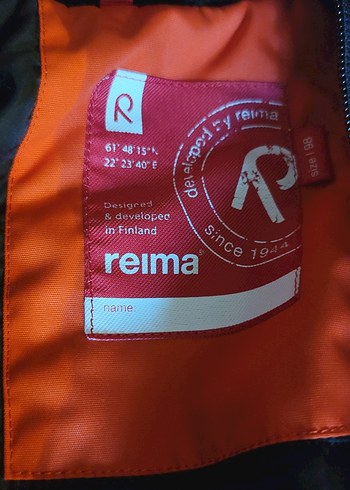 R
61° 48'15"N
22° 23'40" E
Designed
& developed
in Finland
reima®
name
developed by reima
R
since 1944
size | 98